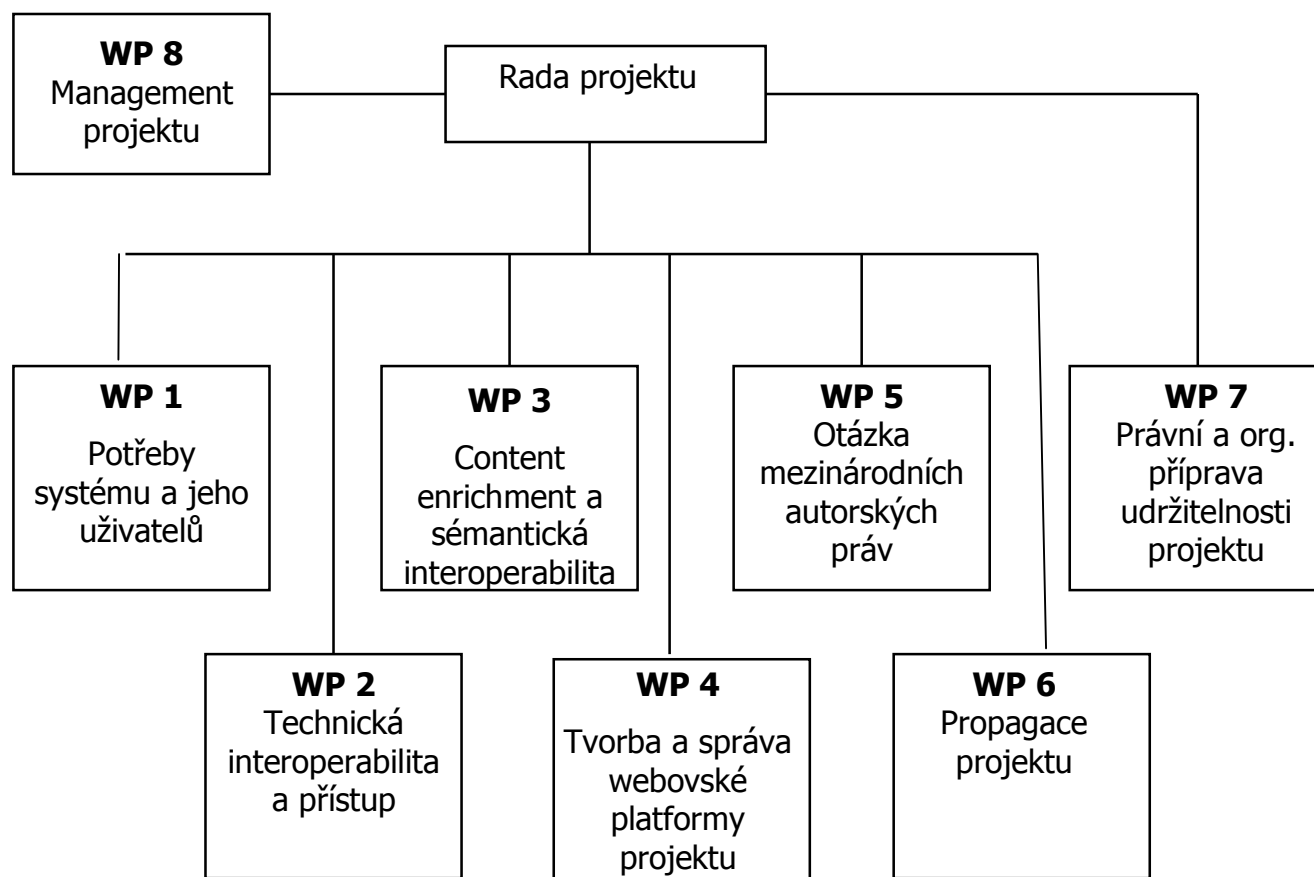 WP 8
Management
projektu
Rada projektu
WP 1
Potřeby
systému a jeho
uživatelů
WP 3
Content
enrichment a
sémantická
interoperabilita
WP 5
Otázka
mezinárodních
autorských
práv
WP 7
Právní a org.
příprava
udržitelnosti
projektu
WP 2
Technická
interoperabilita
a přístup
WP 4
Tvorba a správa
webovské
platformy
projektu
WP 6
Propagace
projektu